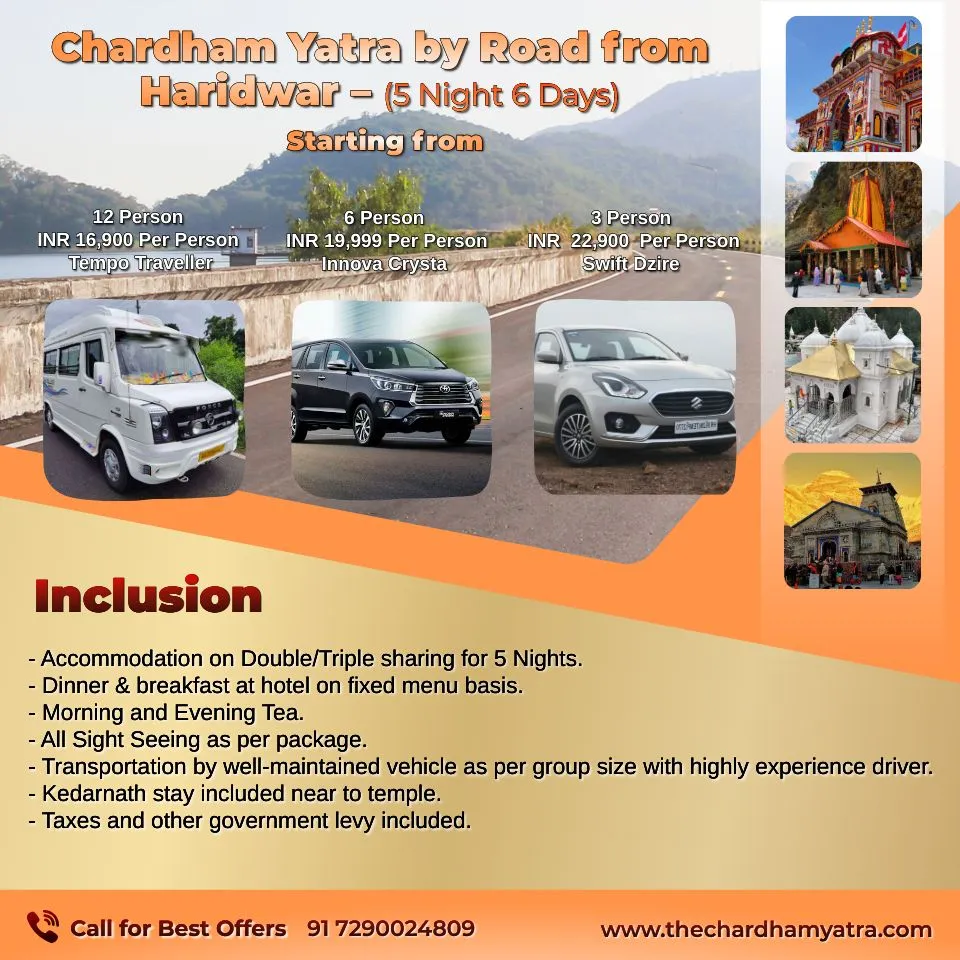 Chardham Yatra by Road from
Haridwar – (5 Night 6 Days)
Starting from
12 Person
INR 16,900 Per Person
Tempo Traveller
6 Person
INR 19,999 Per Person
Innova Crysta
3 Person
INR 22,900 Per Person
Swift Dzire
Inclusion
- Accommodation on Double/Triple sharing for 5 Nights.
- Dinner & breakfast at hotel on fixed menu basis.
- Morning and Evening Tea.
- All Sight Seeing as per package.
- Transportation by well-maintained vehicle as per group size with highly experience driver.
- Kedarnath stay included near to temple.
- Taxes and other government levy included.
Call for Best Offers 91 7290024809
www.thechardhamyatra.com